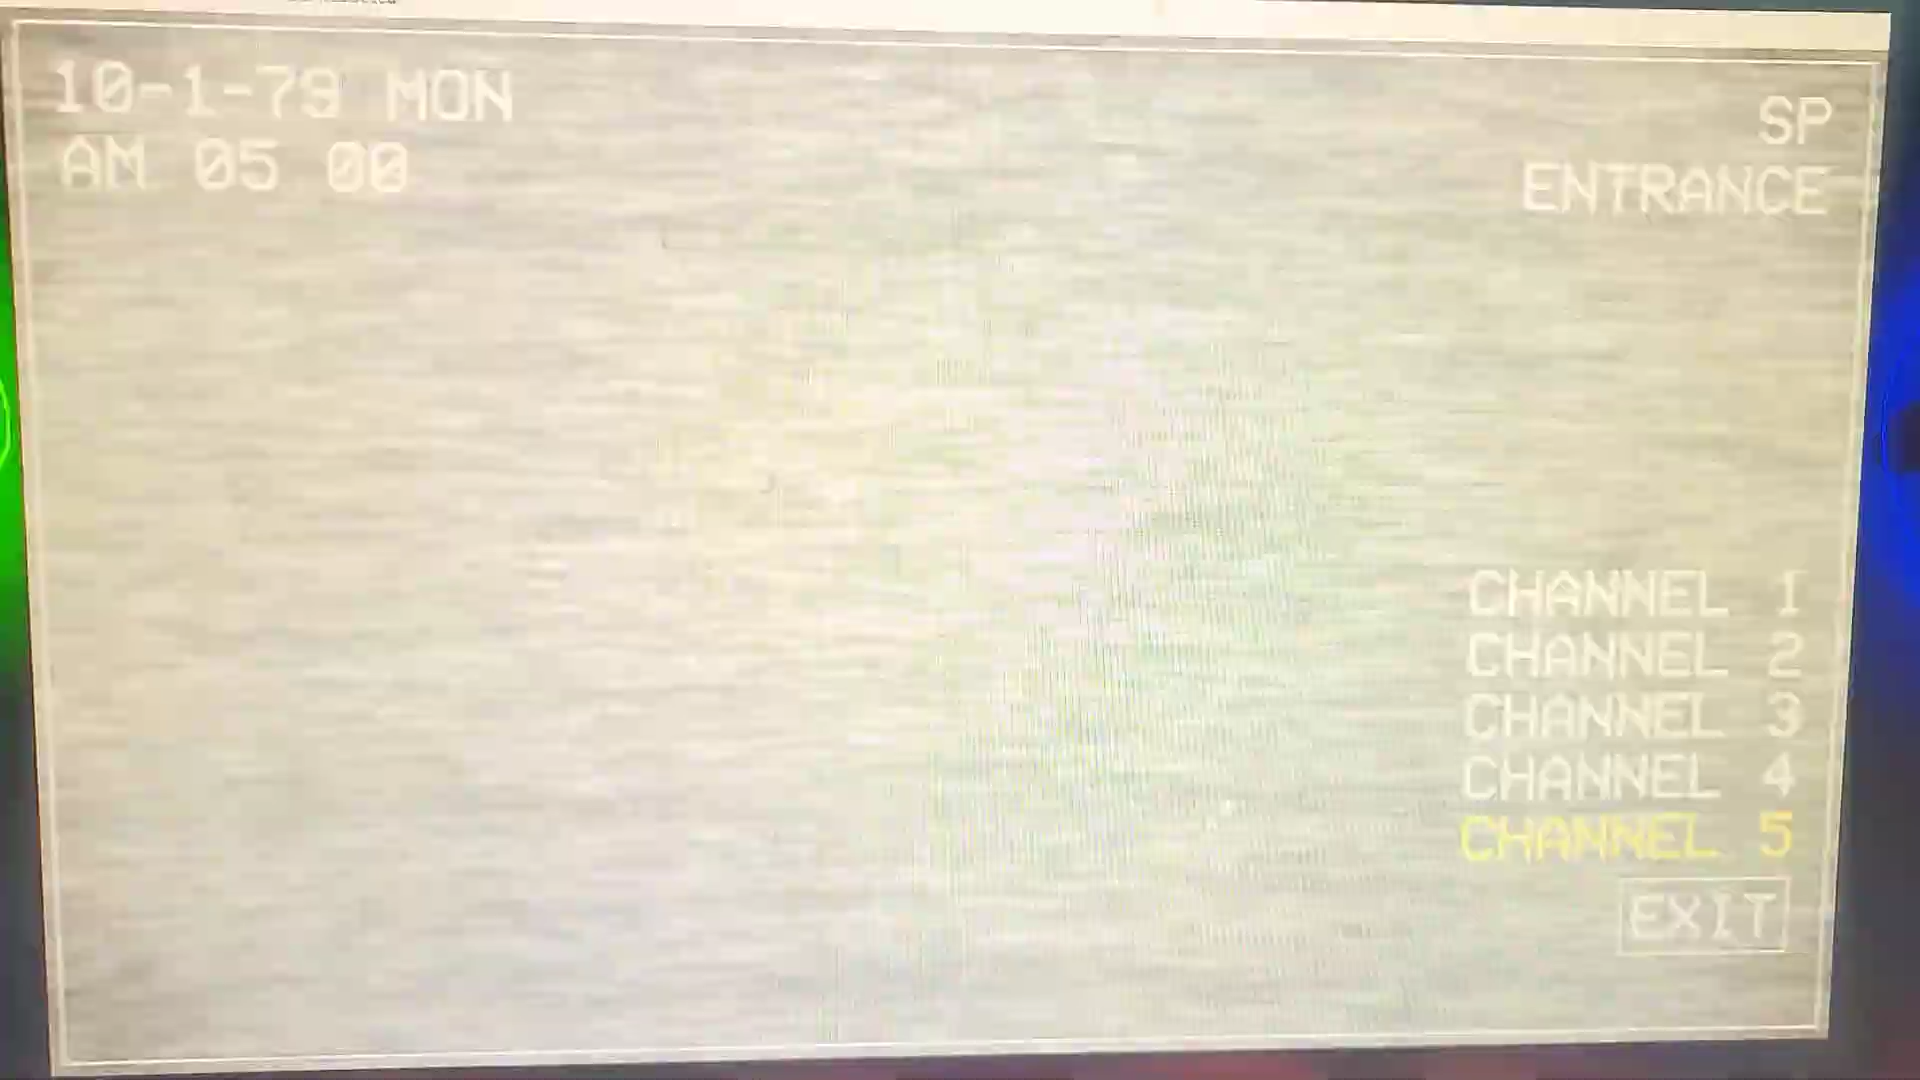 10-1-79 MON
AM 05 00
SP
ENTRANCE
CHANNEL 1
CHANNEL 2
CHANNEL 3
CHANNEL 4
CHANNEL 5
EXIT